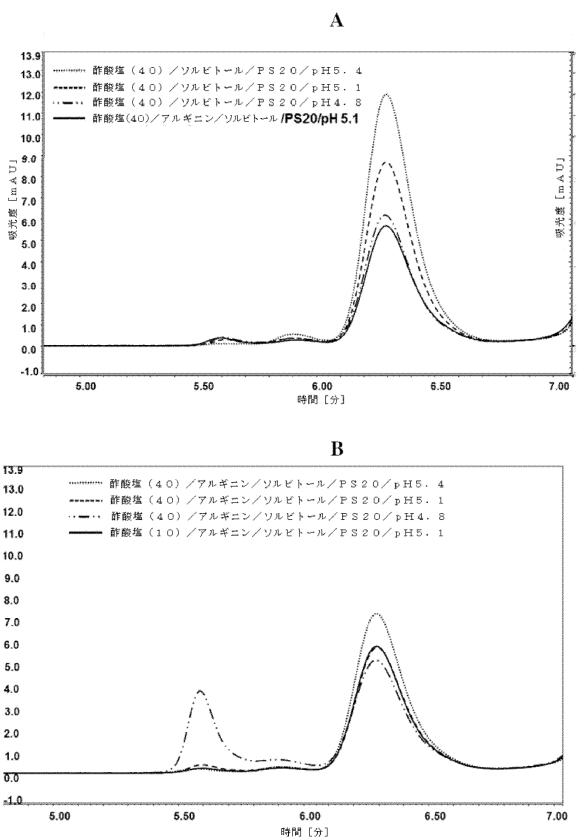 A
13.9
13.0
12.0
11.0
10.0
9.0
8.0
7.0
6.0
5.0
4.0
3.0
2.0
1.0
0.0
-1.0
吸光度 [mAU]
酢酸塩(40)/ソルビトール/PS20/pH5.4
酢酸塩(40)/ソルビトール/PS20/pH5.1
酢酸塩(40)/ソルビトール/PS20/pH4.8
酢酸塩(40)/アルギニン/ソルビトール/PS20/pH 5.1
吸光度 [mAU]
5.00 5.50 6.00 6.50 7.00
時間 [分]
B
13.9
13.0
12.0
11.0
10.0
9.0
8.0
7.0
6.0
5.0
4.0
3.0
2.0
1.0
0.0
-1.0
酢酸塩(40)/アルギニン/ソルビトール/PS20/pH5.4
酢酸塩(40)/アルギニン/ソルビトール/PS20/pH5.1
酢酸塩(40)/アルギニン/ソルビトール/PS20/pH4.8
酢酸塩(10)/アルギニン/ソルビトール/PS20/pH5.1
5.00 5.50 6.00 6.50 7.00
時間 [分]